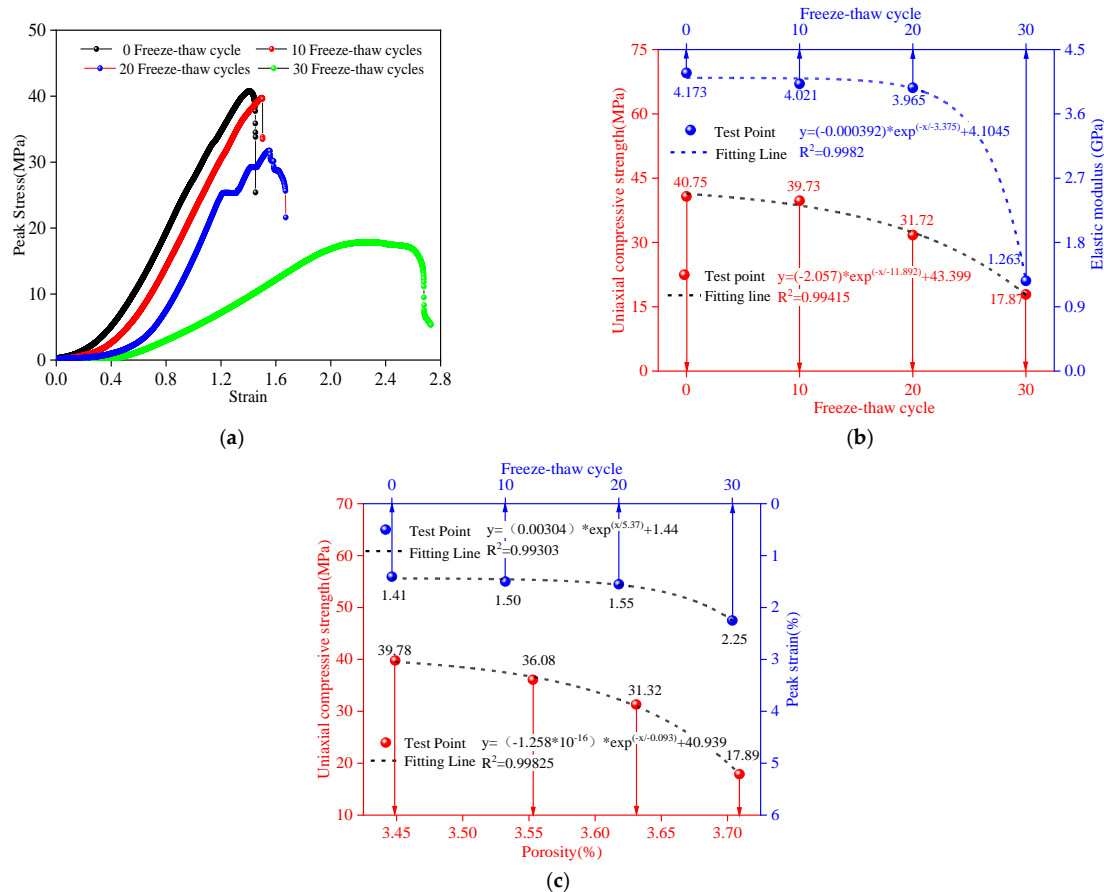 50
40
30
20
10
0
Peak Stress(MPa)
0 Freeze-thaw cycle
10 Freeze-thaw cycles
20 Freeze-thaw cycles
30 Freeze-thaw cycles
0.0 0.4 0.8 1.2 1.6 2.0 2.4 2.8
Strain
(a)
Freeze-thaw cycle
0 10 20 30
75
60
45
30
15
0
Uniaxial compressive strength(MPa)
4.5
3.6
2.7
1.8
0.9
0.0
Elastic modulus (GPa)
4.173
4.021
3.965
1.263
Test Point y=(-0.000392)*exp(-x/-3.375)+4.1045
Fitting Line R2=0.9982
40.75
39.73
31.72
17.87
Test point y=(-2.057)*exp(-x/-11.892)+43.399
Fitting line R2=0.99415
0 10 20 30
Freeze-thaw cycle
(b)
Freeze-thaw cycle
0 10 20 30
70
60
50
40
30
20
10
Uniaxial compressive strength(MPa)
0
1
2
3
4
5
6
Peak strain(%)
Test Point y=（0.00304）*exp(x/5.37)+1.44
Fitting Line R2=0.99303
1.41
1.50
1.55
2.25
39.78
36.08
31.32
17.89
Test Point y=（-1.258*10-16）*exp(-x/-0.093)+40.939
Fitting Line R2=0.99825
3.45 3.50 3.55 3.60 3.65 3.70
Porosity(%)
(c)